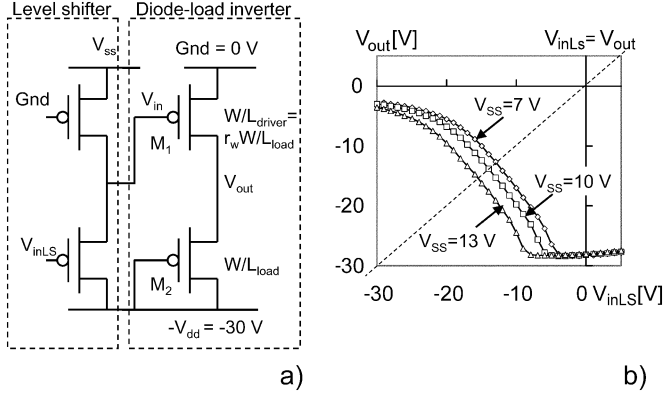 Level shifter
Diode-load inverter
Vss
Gnd = 0 V
Gnd
Vin
W/Ldriver=
rwW/Lload
M1
Vout
VinLS
W/Lload
M2
-Vdd = -30 V
a)
Vout[V]
VinLs= Vout
0
-10
-20
-30
VSS=7 V
VSS=10 V
VSS=13 V
-30
-20
-10
0
VinLS[V]
b)